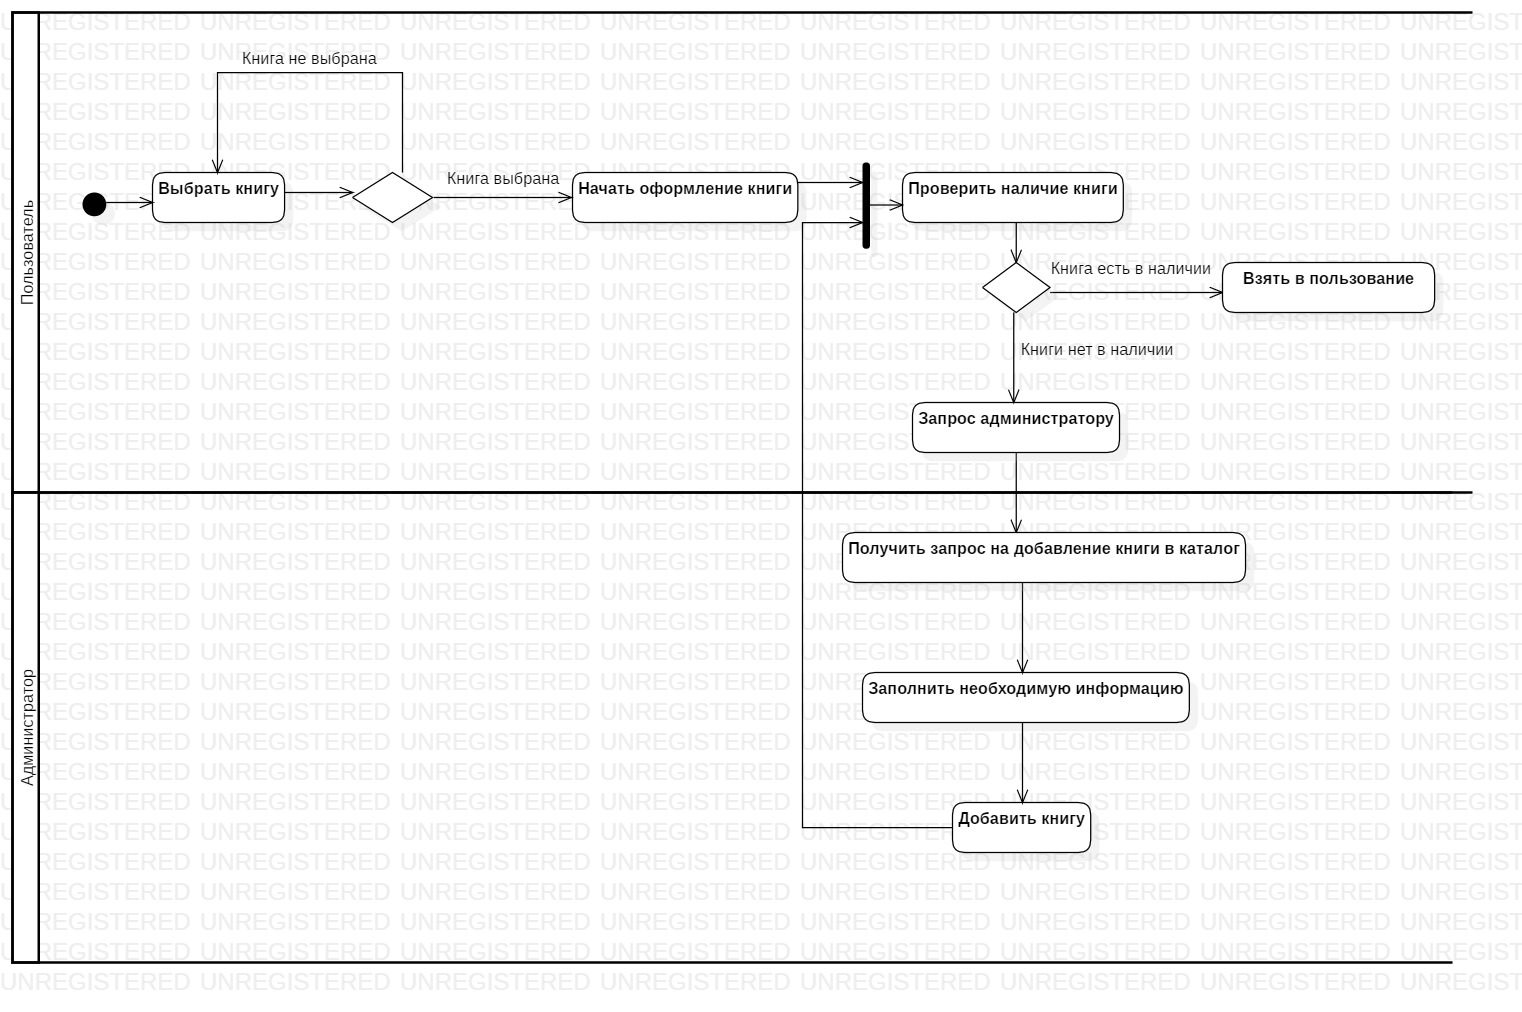 Книга не выбрана
Выбрать книгу
Книга выбрана
Начать оформление книги
Проверить наличие книги
Пользователь
Книга есть в наличии
Взять в пользование
Книги нет в наличии
Запрос администратору
Получить запрос на добавление книги в каталог
Администратор
Заполнить необходимую информацию
Добавить книгу
UNREGISTERED UNREGISTERED UNREGISTERED UNREGISTERED UNREGISTERED UNREGISTERED UNREGISTERED